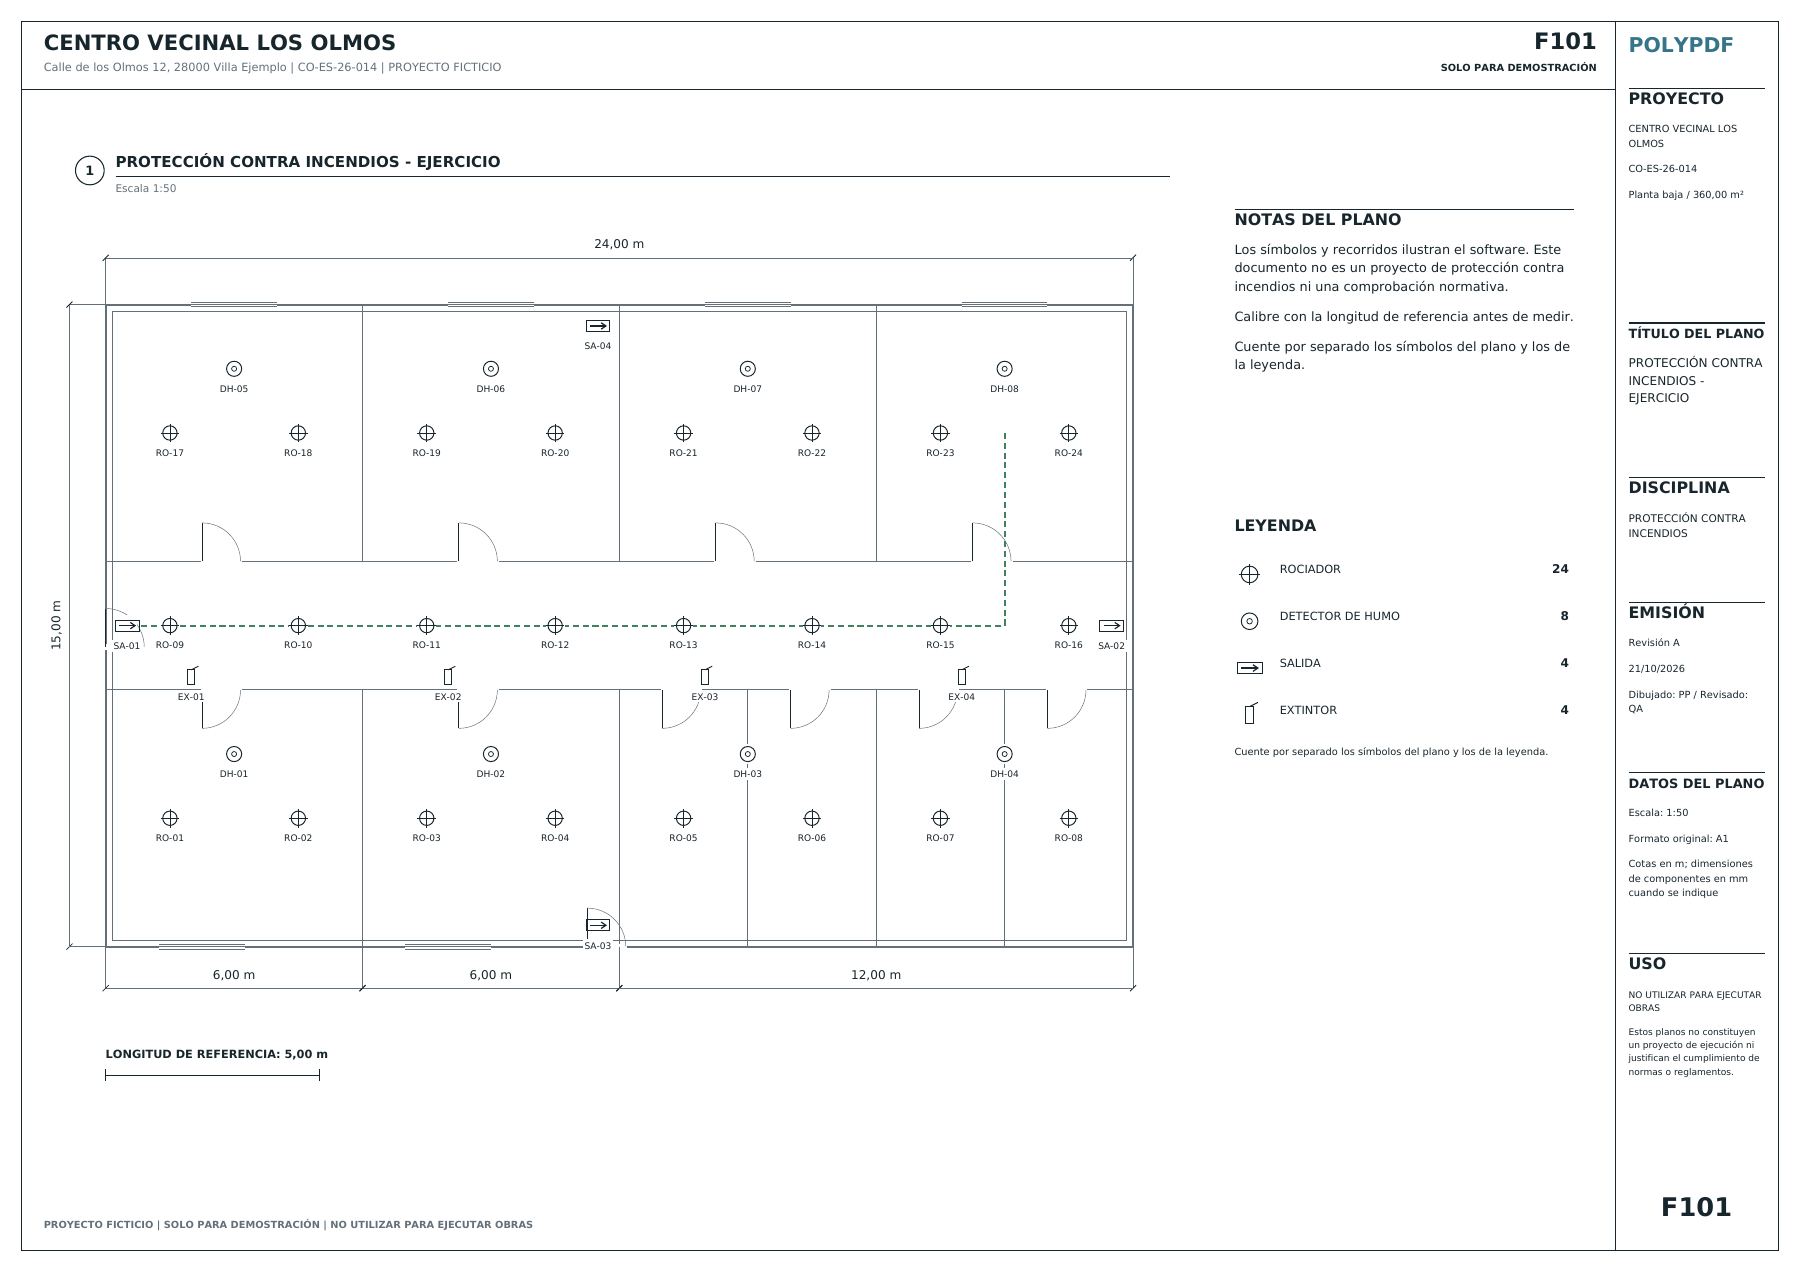 CENTRO VECINAL LOS OLMOS
Calle de los Olmos 12, 28000 Villa Ejemplo | CO-ES-26-014 | PROYECTO FICTICIO
F101
SOLO PARA DEMOSTRACIÓN
1
PROTECCIÓN CONTRA INCENDIOS - EJERCICIO
Escala 1:50
24,00 m
15,00 m
SA-04
DH-05 DH-06 DH-07 DH-08
RO-17 RO-18 RO-19 RO-20 RO-21 RO-22 RO-23 RO-24
SA-01 RO-09 RO-10 RO-11 RO-12 RO-13 RO-14 RO-15 RO-16 SA-02
EX-01 EX-02 EX-03 EX-04
DH-01 DH-02 DH-03 DH-04
RO-01 RO-02 RO-03 RO-04 RO-05 RO-06 RO-07 RO-08
SA-03
6,00 m 6,00 m 12,00 m
LONGITUD DE REFERENCIA: 5,00 m
NOTAS DEL PLANO
Los símbolos y recorridos ilustran el software. Este
documento no es un proyecto de protección contra
incendios ni una comprobación normativa.
Calibre con la longitud de referencia antes de medir.
Cuente por separado los símbolos del plano y los de
la leyenda.
LEYENDA
ROCIADOR 24
DETECTOR DE HUMO 8
SALIDA 4
EXTINTOR 4
Cuente por separado los símbolos del plano y los de la leyenda.
POLYPDF
PROYECTO
CENTRO VECINAL LOS
OLMOS
CO-ES-26-014
Planta baja / 360,00 m²
TÍTULO DEL PLANO
PROTECCIÓN CONTRA
INCENDIOS -
EJERCICIO
DISCIPLINA
PROTECCIÓN CONTRA
INCENDIOS
EMISIÓN
Revisión A
21/10/2026
Dibujado: PP / Revisado:
QA
DATOS DEL PLANO
Escala: 1:50
Formato original: A1
Cotas en m; dimensiones
de componentes en mm
cuando se indique
USO
NO UTILIZAR PARA EJECUTAR
OBRAS
Estos planos no constituyen
un proyecto de ejecución ni
justifican el cumplimiento de
normas o reglamentos.
F101
PROYECTO FICTICIO | SOLO PARA DEMOSTRACIÓN | NO UTILIZAR PARA EJECUTAR OBRAS